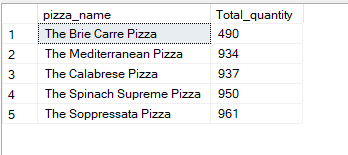 pizza_name Total_quantity
1 The Brie Carre Pizza 490
2 The Mediterranean Pizza 934
3 The Calabrese Pizza 937
4 The Spinach Supreme Pizza 950
5 The Soppressata Pizza 961